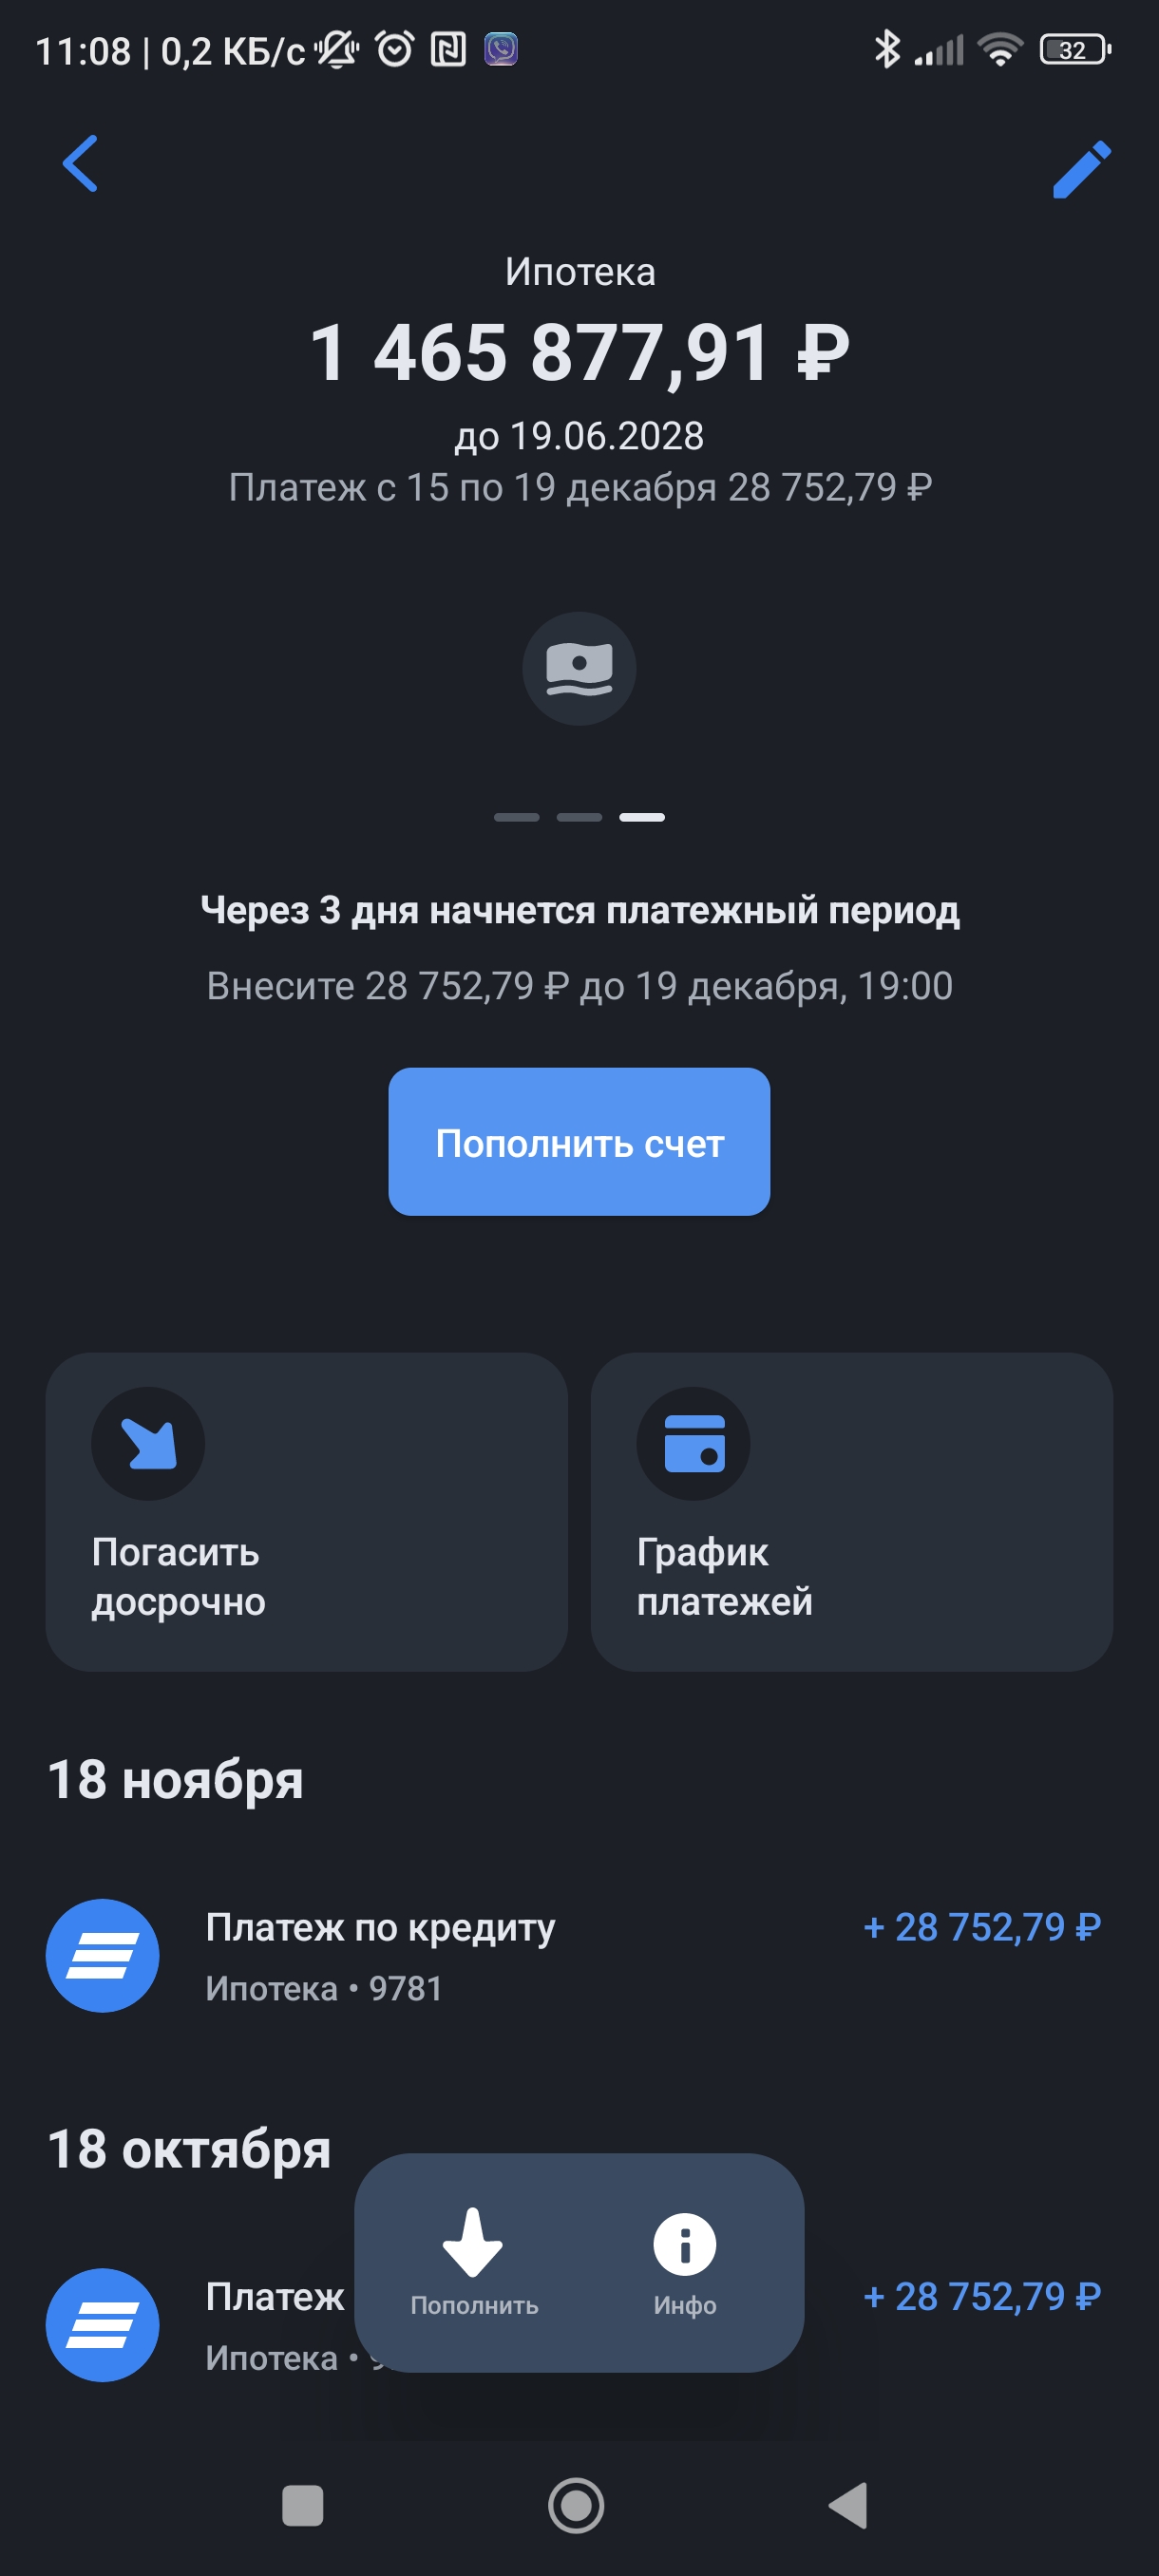 11:08 | 0,2 КБ/с
32
Ипотека
1 465 877,91 ₽
до 19.06.2028
Платеж с 15 по 19 декабря 28 752,79 ₽
Через 3 дня начнется платежный период
Внесите 28 752,79 ₽ до 19 декабря, 19:00
Пополнить счет
Погасить
досрочно
График
платежей
18 ноября
Платеж по кредиту
+ 28 752,79 ₽
Ипотека • 9781
18 октября
Платеж
+ 28 752,79 ₽
Ипотека •
Пополнить
Инфо